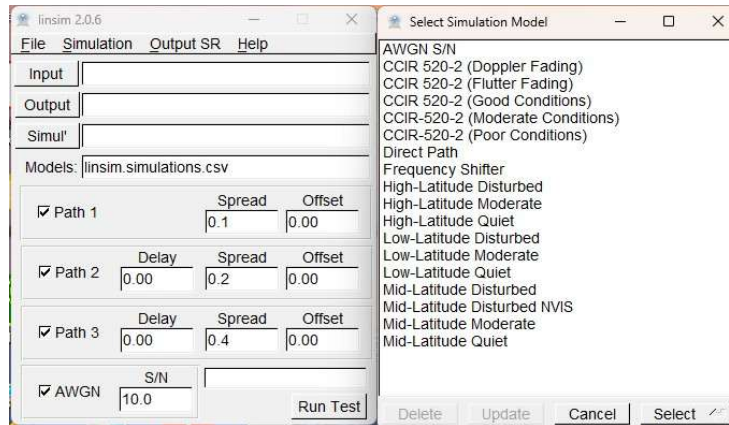 linsim 2.0.6
File Simulation Output SR Help
Input
Output
Simul'
Models: linsim.simulations.csv
Spread Offset
Path 1 0.1 0.00
Delay Spread Offset
Path 2 0.00 0.2 0.00
Delay Spread Offset
Path 3 0.00 0.4 0.00
S/N
AWGN 10.0
Run Test
Select Simulation Model
AWGN S/N
CCIR 520-2 (Doppler Fading)
CCIR 520-2 (Flutter Fading)
CCIR 520-2 (Good Conditions)
CCIR-520-2 (Moderate Conditions)
CCIR-520-2 (Poor Conditions)
Direct Path
Frequency Shifter
High-Latitude Disturbed
High-Latitude Moderate
High-Latitude Quiet
Low-Latitude Disturbed
Low-Latitude Moderate
Low-Latitude Quiet
Mid-Latitude Disturbed
Mid-Latitude Disturbed NVIS
Mid-Latitude Moderate
Mid-Latitude Quiet
Delete Update Cancel Select